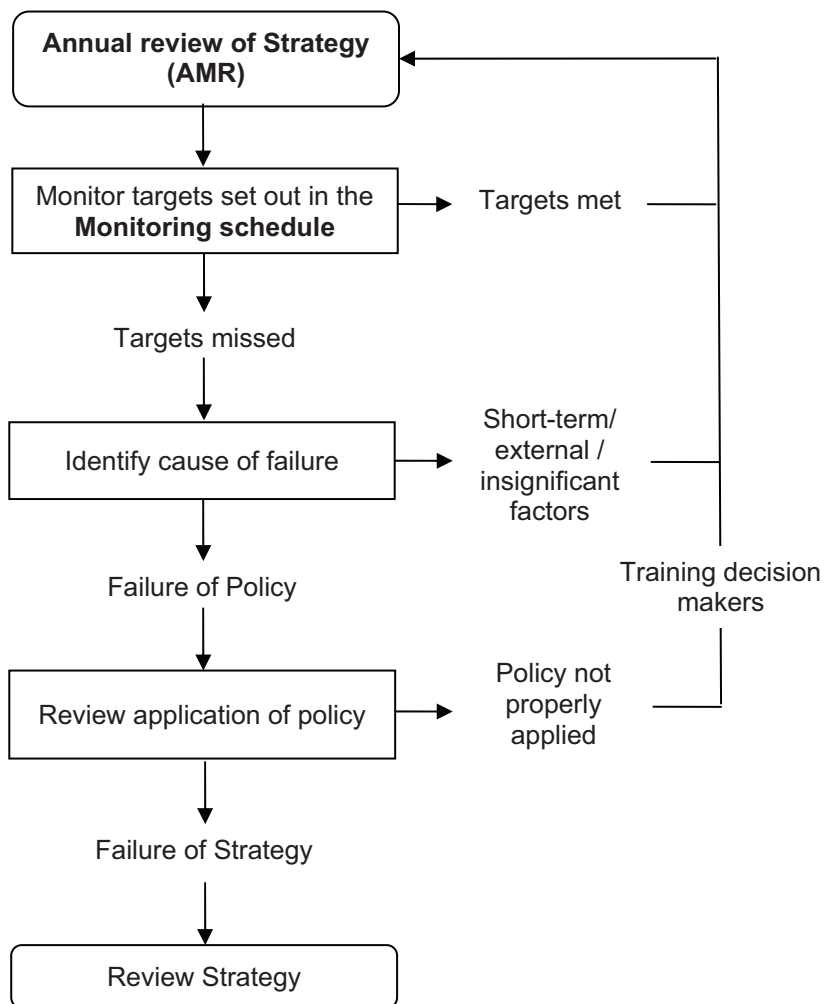 Annual review of Strategy
(AMR)
Monitor targets set out in the
Monitoring schedule
Targets met
Targets missed
Identify cause of failure
Short-term/
external /
insignificant
factors
Failure of Policy
Training decision
makers
Review application of policy
Policy not
properly
applied
Failure of Strategy
Review Strategy